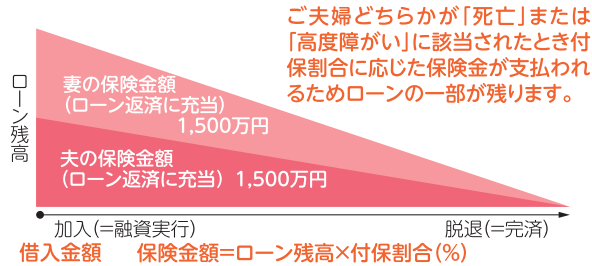 ご夫婦どちらかが「死亡」または
「高度障がい」に該当されたとき付
保割合に応じた保険金が支払われ
るためローンの一部が残ります。
ローン残高
妻の保険金額
（ローン返済に充当）
1,500万円
夫の保険金額
（ローン返済に充当） 1,500万円
加入（=融資実行）
脱退（=完済）
借入金額 保険金額=ローン残高×付保割合（%）